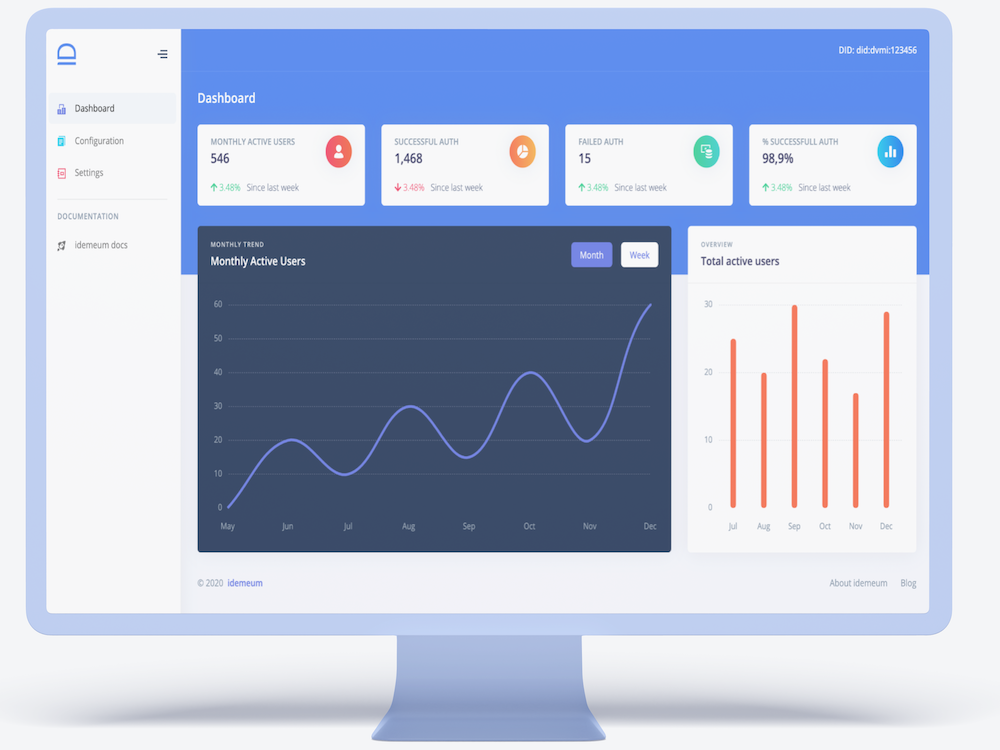 DID: did:dvmi:123456
Dashboard
Configuration
Settings
DOCUMENTATION
idemeum docs
Dashboard
MONTHLY ACTIVE USERS
546
3.48% Since last week
SUCCESSFUL AUTH
1,468
3.48% Since last week
FAILED AUTH
15
3.48% Since last week
% SUCCESSFULL AUTH
98,9%
3.48% Since last week
MONTHLY TREND
Monthly Active Users
Month Week
60
50
40
30
20
10
0
May Jun Jul Aug Sep Oct Nov Dec
OVERVIEW
Total active users
30
20
10
0
Jul Aug Sep Oct Nov Dec
© 2020 idemeum
About idemeum Blog